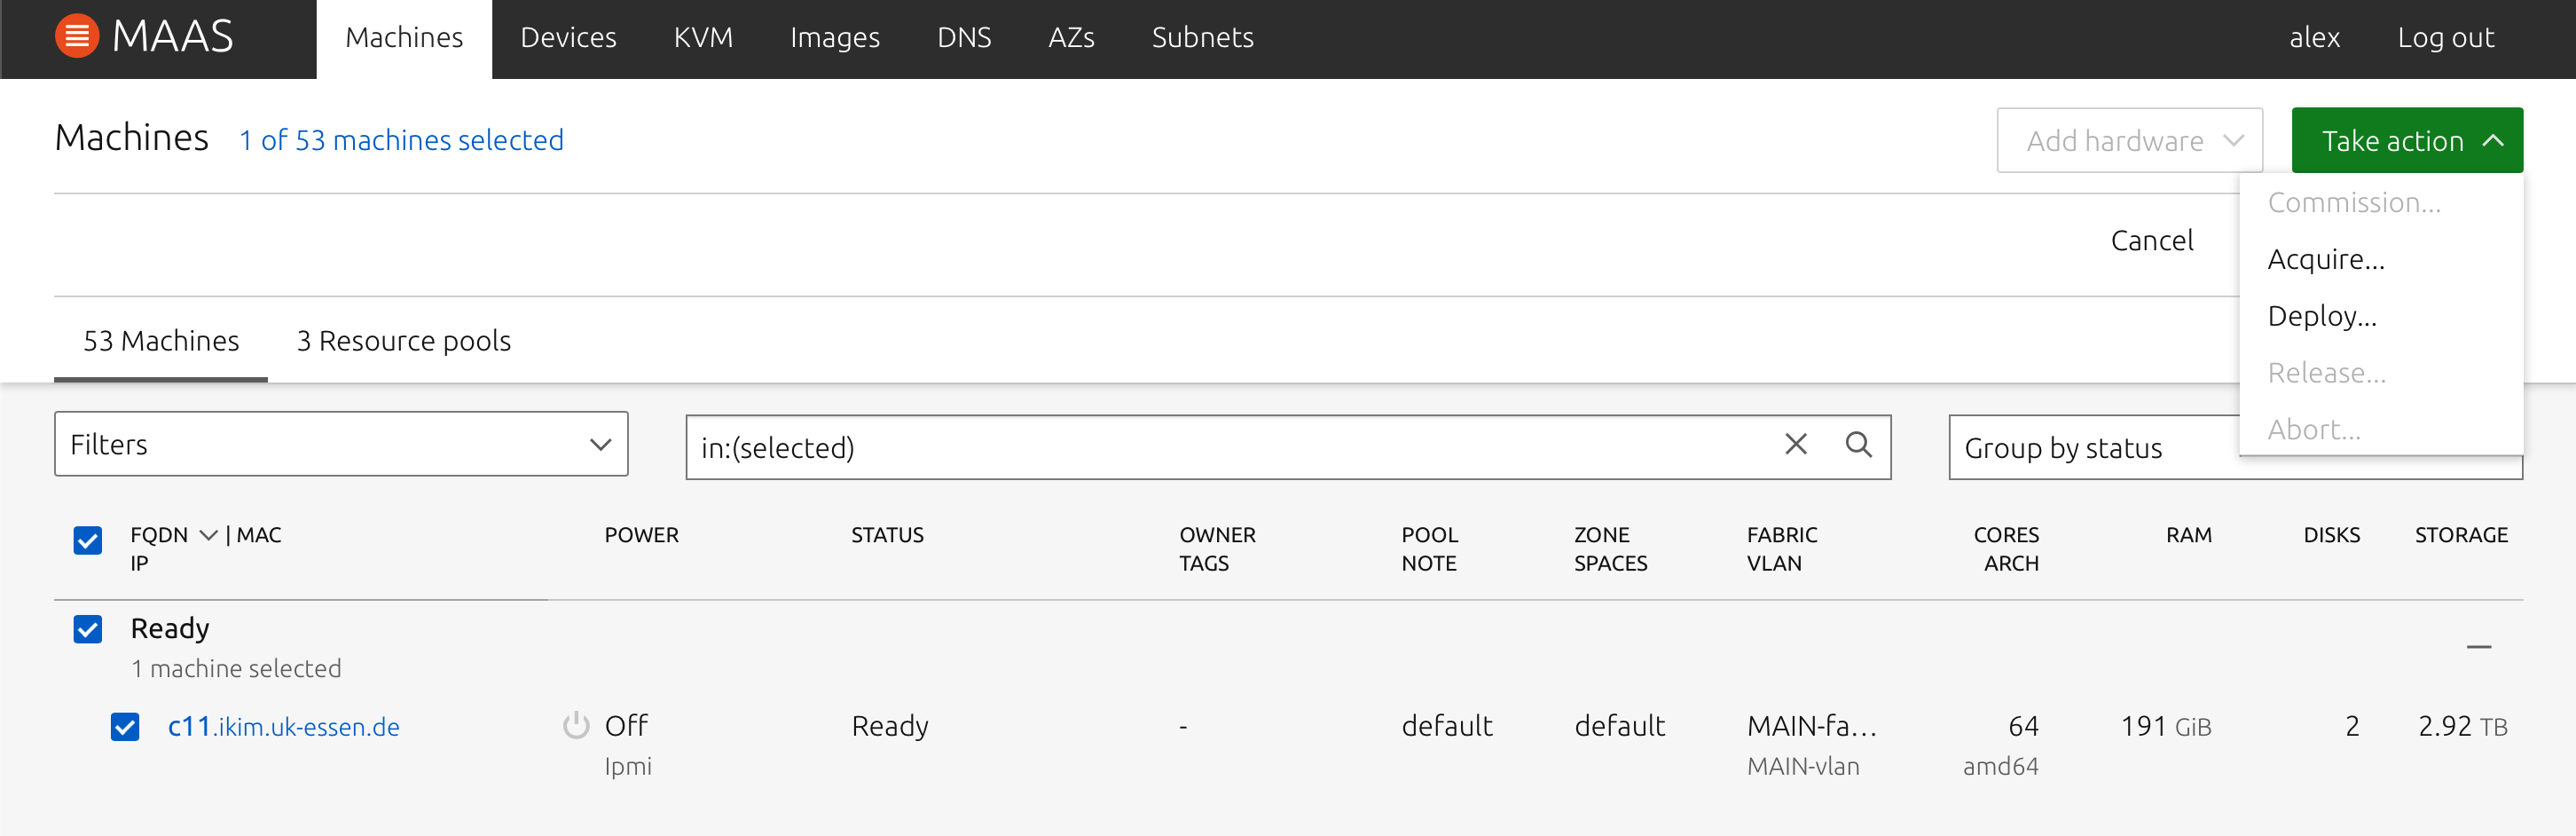 MAAS
Machines Devices KVM Images DNS AZs Subnets alex Log out
Machines 1 of 53 machines selected Add hardware Take action
Commission...
Cancel
Acquire...
Deploy...
53 Machines 3 Resource pools
Release...
Abort...
Filters in:(selected) Group by status
FQDN | MAC POWER STATUS OWNER POOL ZONE FABRIC CORES RAM DISKS STORAGE
IP TAGS NOTE SPACES VLAN ARCH
Ready
1 machine selected
c11.ikim.uk-essen.de Off Ready - default default MAIN-fa... 64 191 GiB 2 2.92 TB
Ipmi MAIN-vlan amd64